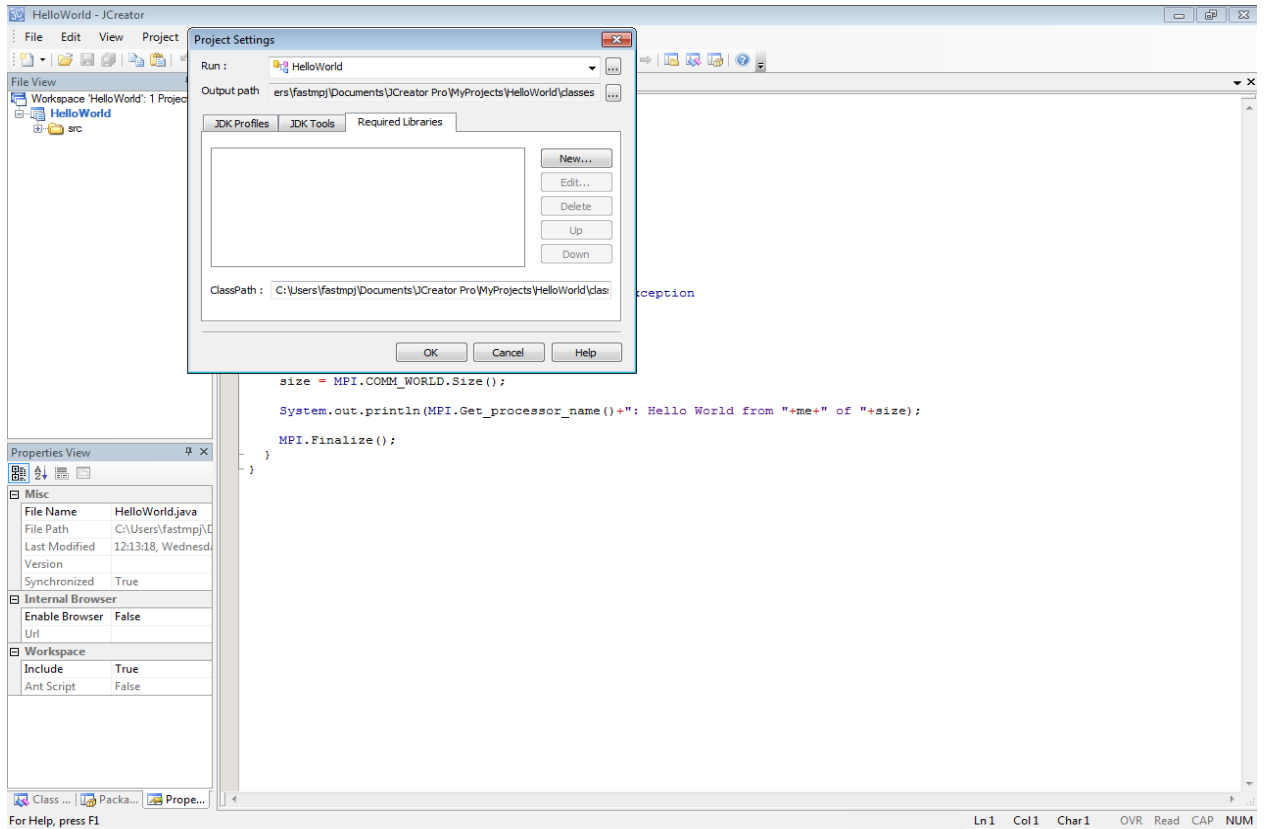 HelloWorld - JCreator
File Edit View Project
Project Settings
Run : HelloWorld
Output path ers\fastmpj\Documents\JCreator Pro\MyProjects\HelloWorld\classes
JDK Profiles JDK Tools Required Libraries
New...
Edit...
Delete
Up
Down
ClassPath : C:\Users\fastmpj\Documents\JCreator Pro\MyProjects\HelloWorld\clas
OK Cancel Help
File View
Workspace 'HelloWorld': 1 Project
HelloWorld
src
ception
size = MPI.COMM_WORLD.Size();
System.out.println(MPI.Get_processor_name()+": Hello World from "+me+" of "+size);
MPI.Finalize();
}
}
Properties View
Misc
File Name HelloWorld.java
File Path C:\Users\fastmpj\D
Last Modified 12:13:18, Wednesda
Version
Synchronized True
Internal Browser
Enable Browser False
Url
Workspace
Include True
Ant Script False
Class ... Packa... Prope...
For Help, press F1
Ln 1 Col 1 Char 1 OVR Read CAP NUM